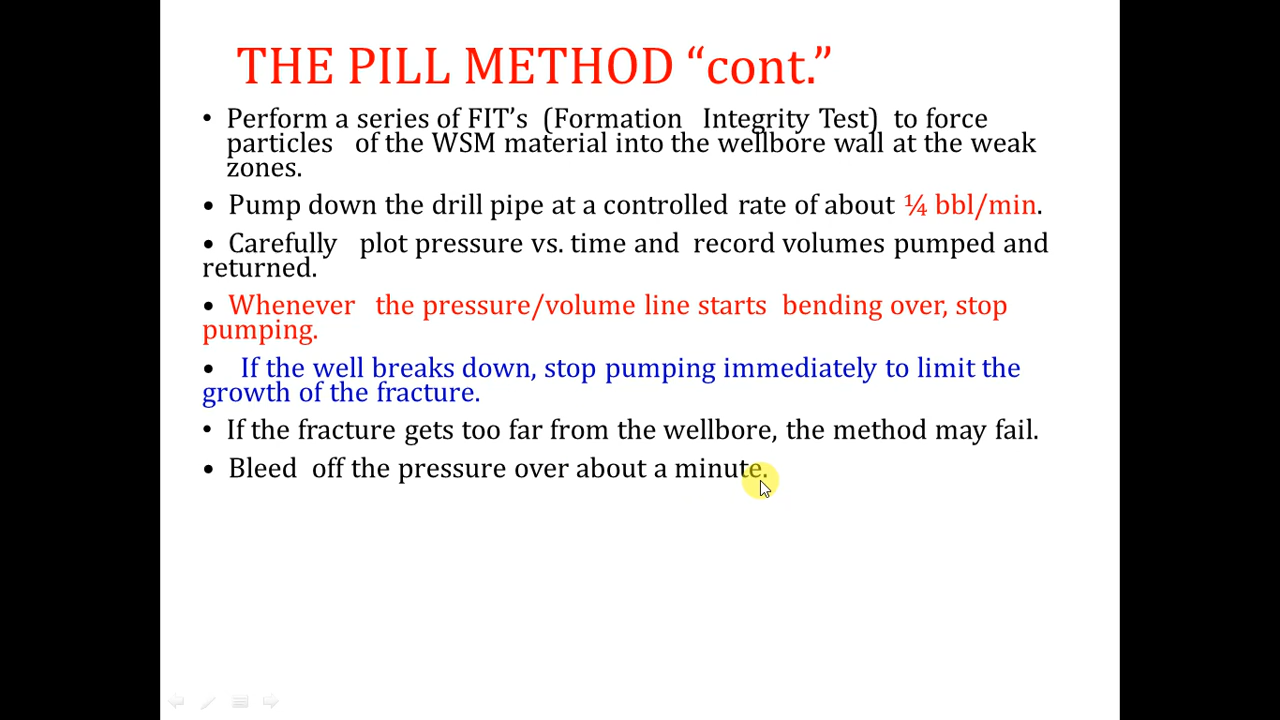 THE PILL METHOD “cont.”
• Perform a series of FIT’s (Formation Integrity Test) to force
particles of the WSM material into the wellbore wall at the weak
zones.
• Pump down the drill pipe at a controlled rate of about ¼ bbl/min.
• Carefully plot pressure vs. time and record volumes pumped and
returned.
• Whenever the pressure/volume line starts bending over, stop
pumping.
• If the well breaks down, stop pumping immediately to limit the
growth of the fracture.
• If the fracture gets too far from the wellbore, the method may fail.
• Bleed off the pressure over about a minute.